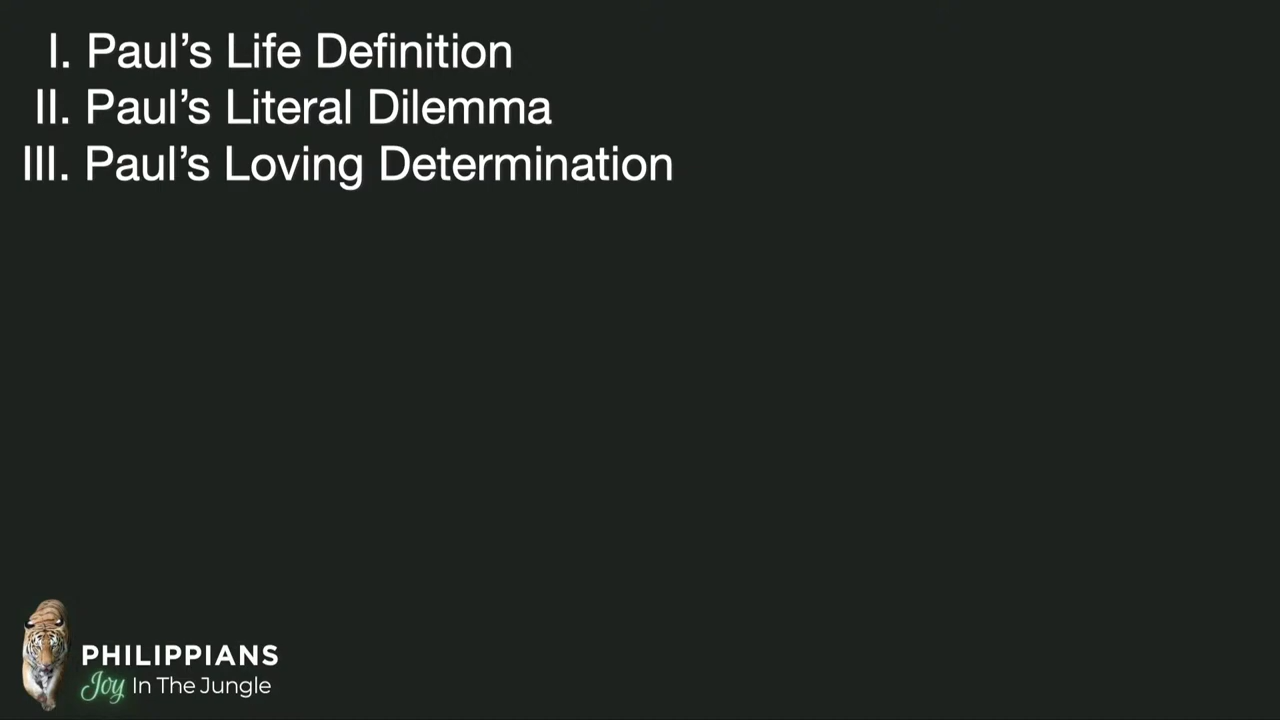 I. Paul’s Life Definition
II. Paul’s Literal Dilemma
III. Paul’s Loving Determination
PHILIPPIANS
Joy In The Jungle